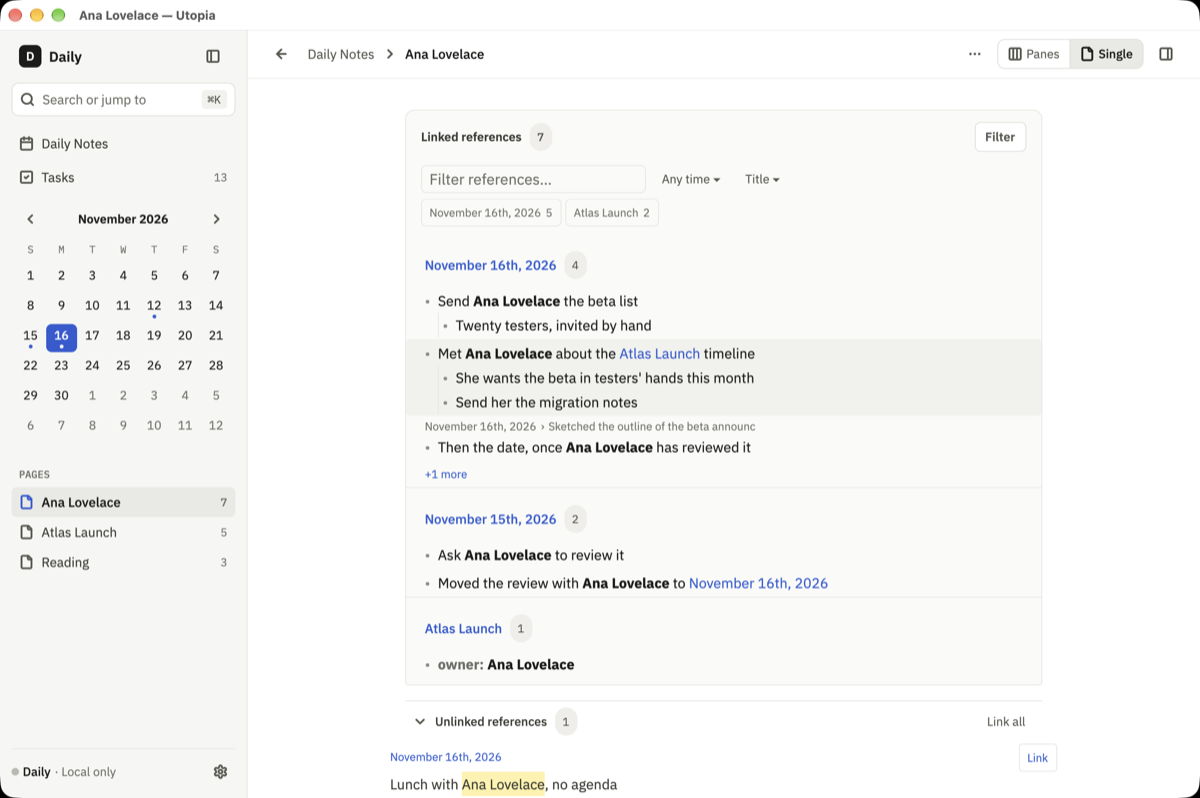 Ana Lovelace — Utopia
D Daily
Search or jump to ⌘K
Daily Notes
Tasks 13
November 2026
S M T W T F S
1 2 3 4 5 6 7
8 9 10 11 12 13 14
15 16 17 18 19 20 21
22 23 24 25 26 27 28
29 30 1 2 3 4 5
6 7 8 9 10 11 12
PAGES
Ana Lovelace 7
Atlas Launch 5
Reading 3
Daily · Local only
Daily Notes › Ana Lovelace
Panes Single
Linked references 7
Filter
Filter references...
Any time
Title
November 16th, 2026 5
Atlas Launch 2
November 16th, 2026 4
• Send Ana Lovelace the beta list
• Twenty testers, invited by hand
• Met Ana Lovelace about the Atlas Launch timeline
• She wants the beta in testers' hands this month
• Send her the migration notes
November 16th, 2026 › Sketched the outline of the beta announc
• Then the date, once Ana Lovelace has reviewed it
+1 more
November 15th, 2026 2
• Ask Ana Lovelace to review it
• Moved the review with Ana Lovelace to November 16th, 2026
Atlas Launch 1
• owner: Ana Lovelace
Unlinked references 1
Link all
November 16th, 2026
Link
Lunch with Ana Lovelace, no agenda